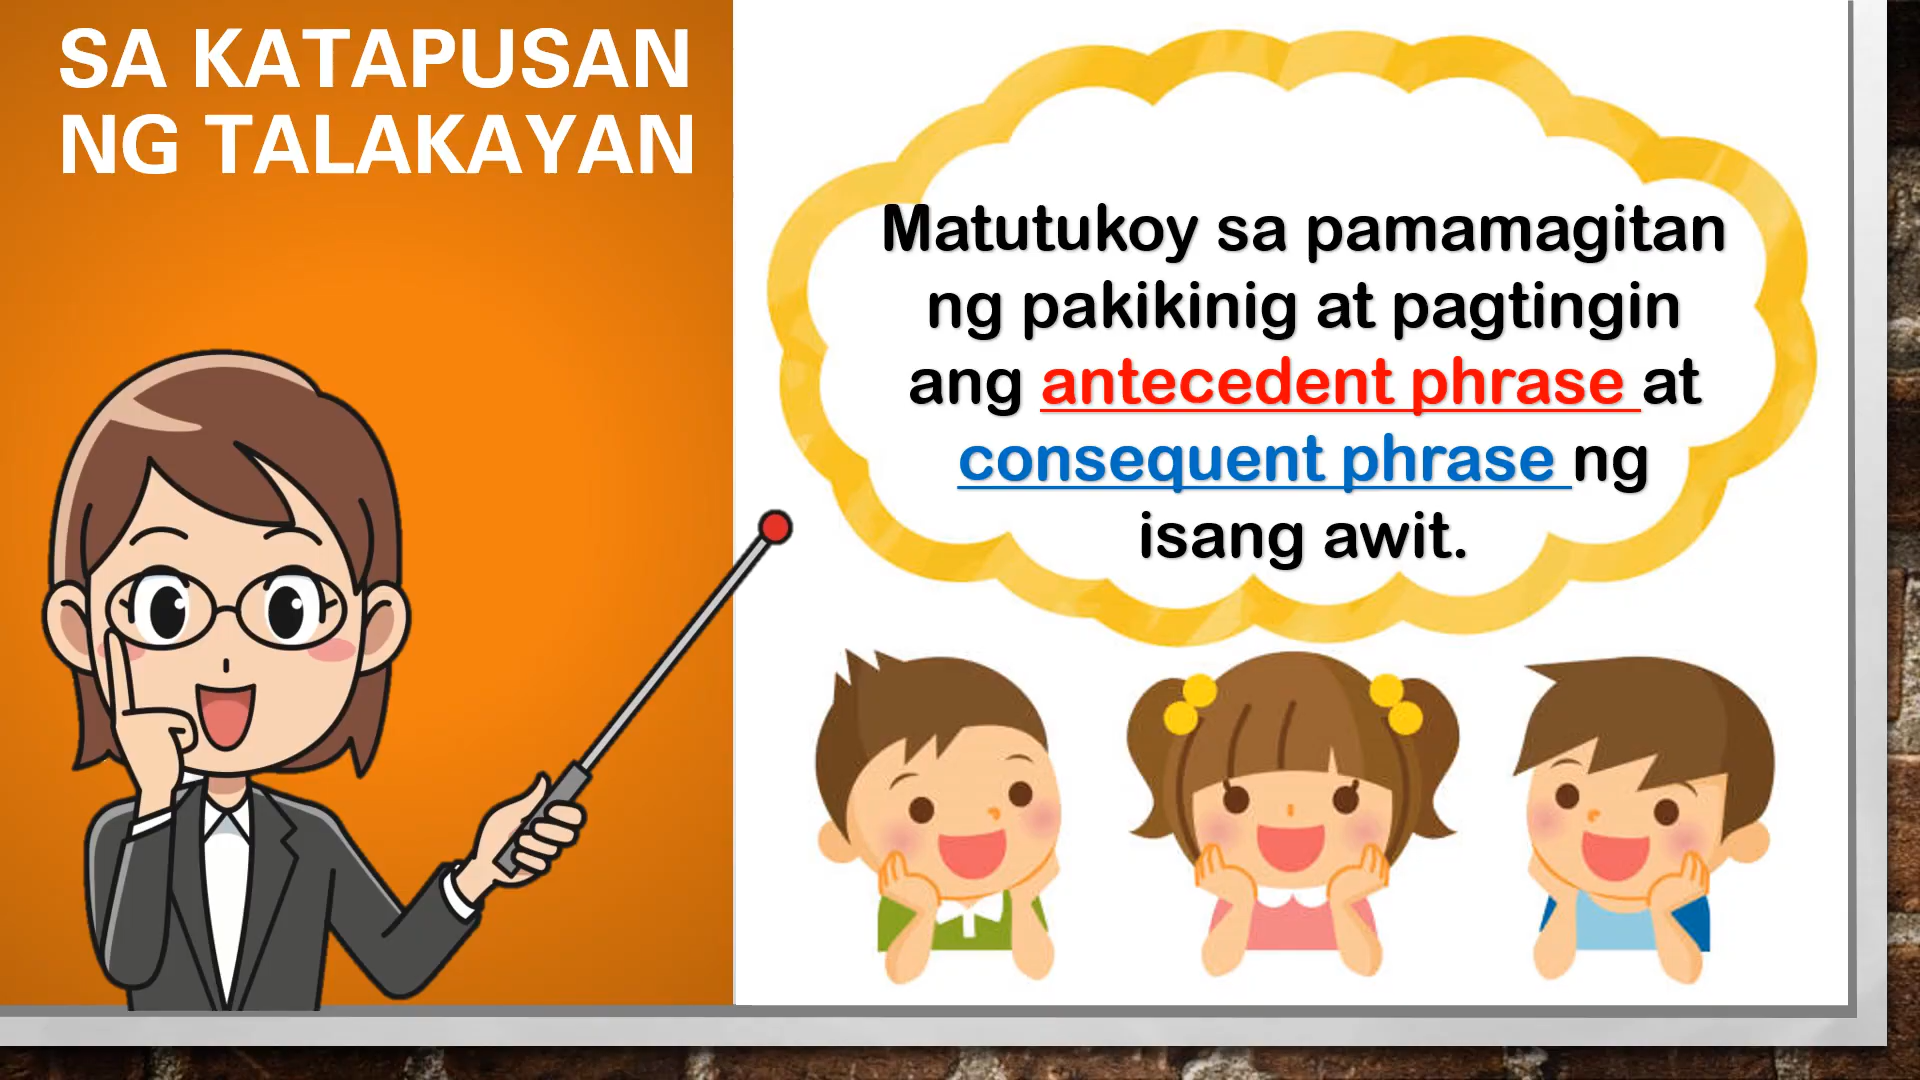 SA KATAPUSAN
NG TALAKAYAN
Matutukoy sa pamamagitan
ng pakikinig at pagtingin
ang antecedent phrase at
consequent phrase ng
isang awit.